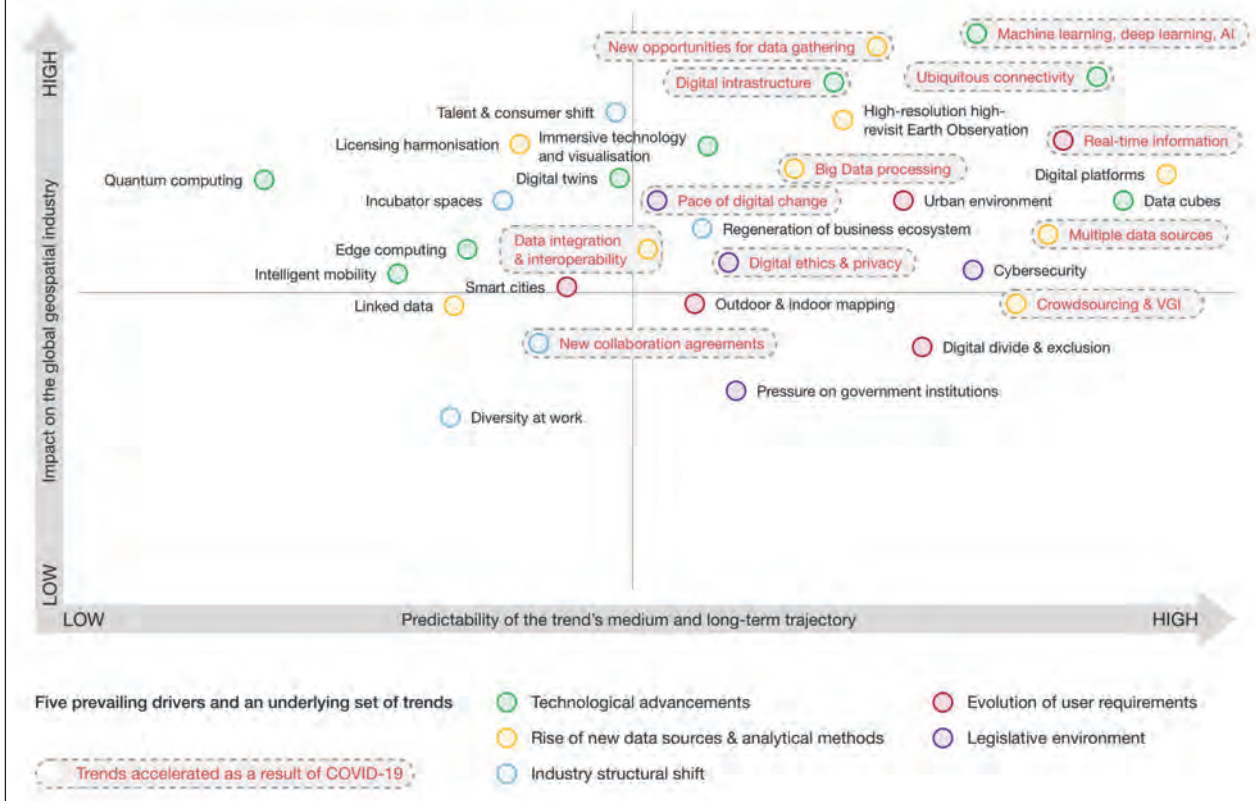 HIGH
Impact on the global geospatial industry
LOW
New opportunities for data gathering
Machine learning, deep learning, AI
Digital intrastructure
Ubiquitous connectivity
Talent & consumer shift
High-resolution high-
revisit Earth Observation
Licensing harmonisation
Immersive technology
and visualisation
Real-time information
Quantum computing
Digital twins
Big Data processing
Digital platforms
Incubator spaces
Pace of digital change
Urban environment
Data cubes
Regeneration of business ecosystem
Multiple data sources
Edge computing
Data integration
& interoperability
Digital ethics & privacy
Cybersecurity
Intelligent mobility
Smart cities
Linked data
Outdoor & Indoor mapping
Crowdsourcing & VGI
New collaboration agreements
Digital divide & exclusion
Pressure on government institutions
Diversity at work
LOW
Predictability of the trend's medium and long-term trajectory
HIGH
Five prevailing drivers and an underlying set of trends
Technological advancements
Evolution of user requirements
Rise of new data sources & analytical methods
Legislative environment
Trends accelerated as a result of COVID-19
Industry structural shift